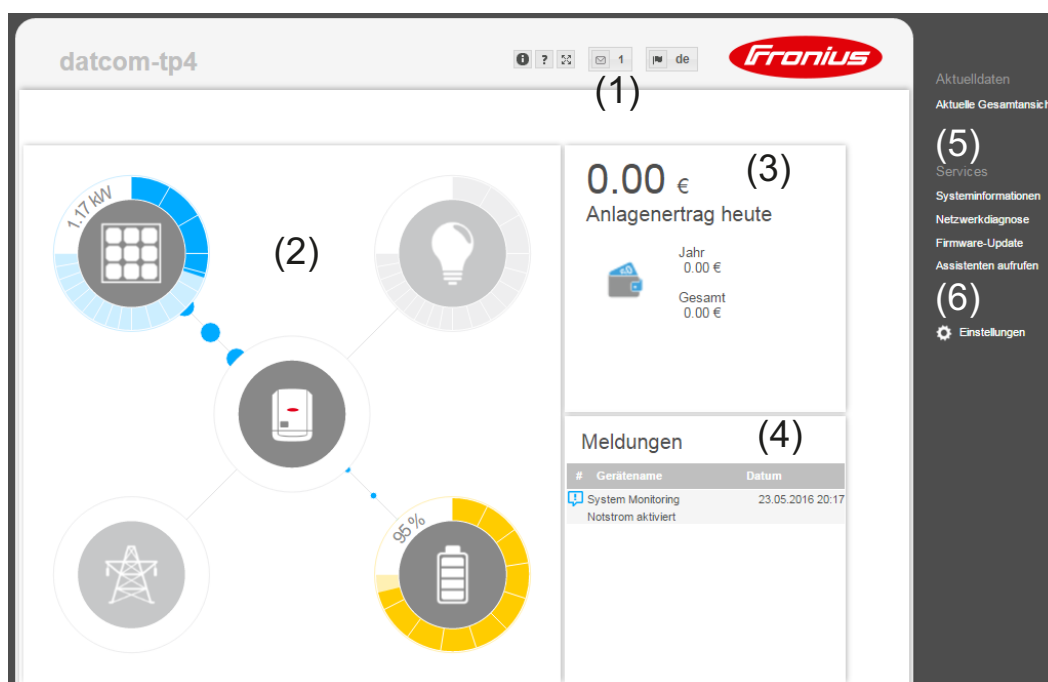 datcom-tp4
i ? 1 de
Fronius
(1)
1.17 kW
(2)
95 %
0.00 €
(3)
Anlagenertrag heute
Jahr
0.00 €
Gesamt
0.00 €
Meldungen
(4)
# Gerätename Datum
System Monitoring 23.05.2016 20:17
Notstrom aktiviert
Aktuelldaten
Aktuelle Gesamtansich
(5)
Services
Systeminformationen
Netzwerkdiagnose
Firmware-Update
Assistenten aufrufen
(6)
Einstellungen